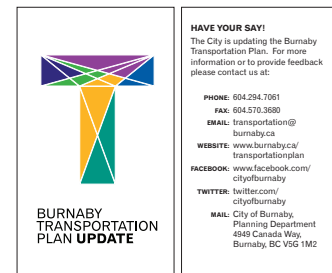 BURNABY
TRANSPORTATION
PLAN UPDATE
HAVE YOUR SAY!
The City is updating the Burnaby
Transportation Plan. For more
information or to provide feedback
please contact us at:
PHONE: 604.294.7061
FAX: 604.570.3680
EMAIL: transportation@
burnaby.ca
WEBSITE: www.burnaby.ca/
transportationplan
FACEBOOK: www.facebook.com/
cityofburnaby
TWITTER: twitter.com/
cityofburnaby
MAIL: City of Burnaby,
Planning Department
4949 Canada Way,
Burnaby, BC V5G 1M2